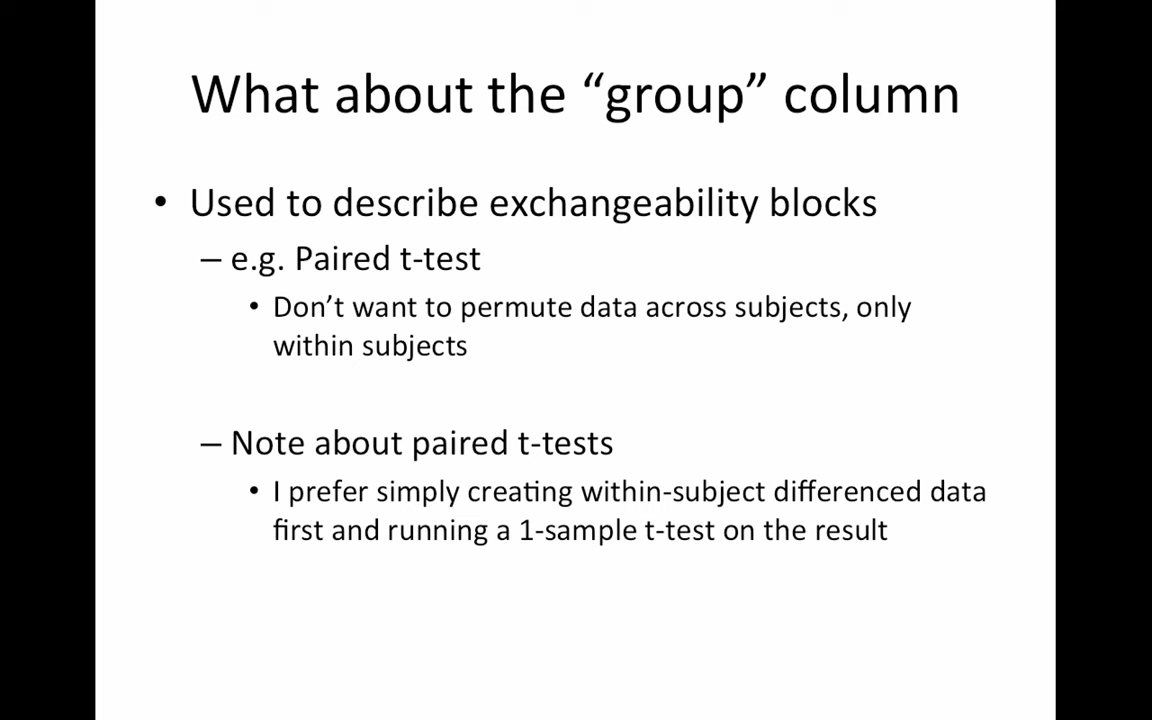 What about the “group” column
• Used to describe exchangeability blocks
– e.g. Paired t-test
• Don’t want to permute data across subjects, only
within subjects
– Note about paired t-tests
• I prefer simply creating within-subject differenced data
first and running a 1-sample t-test on the result